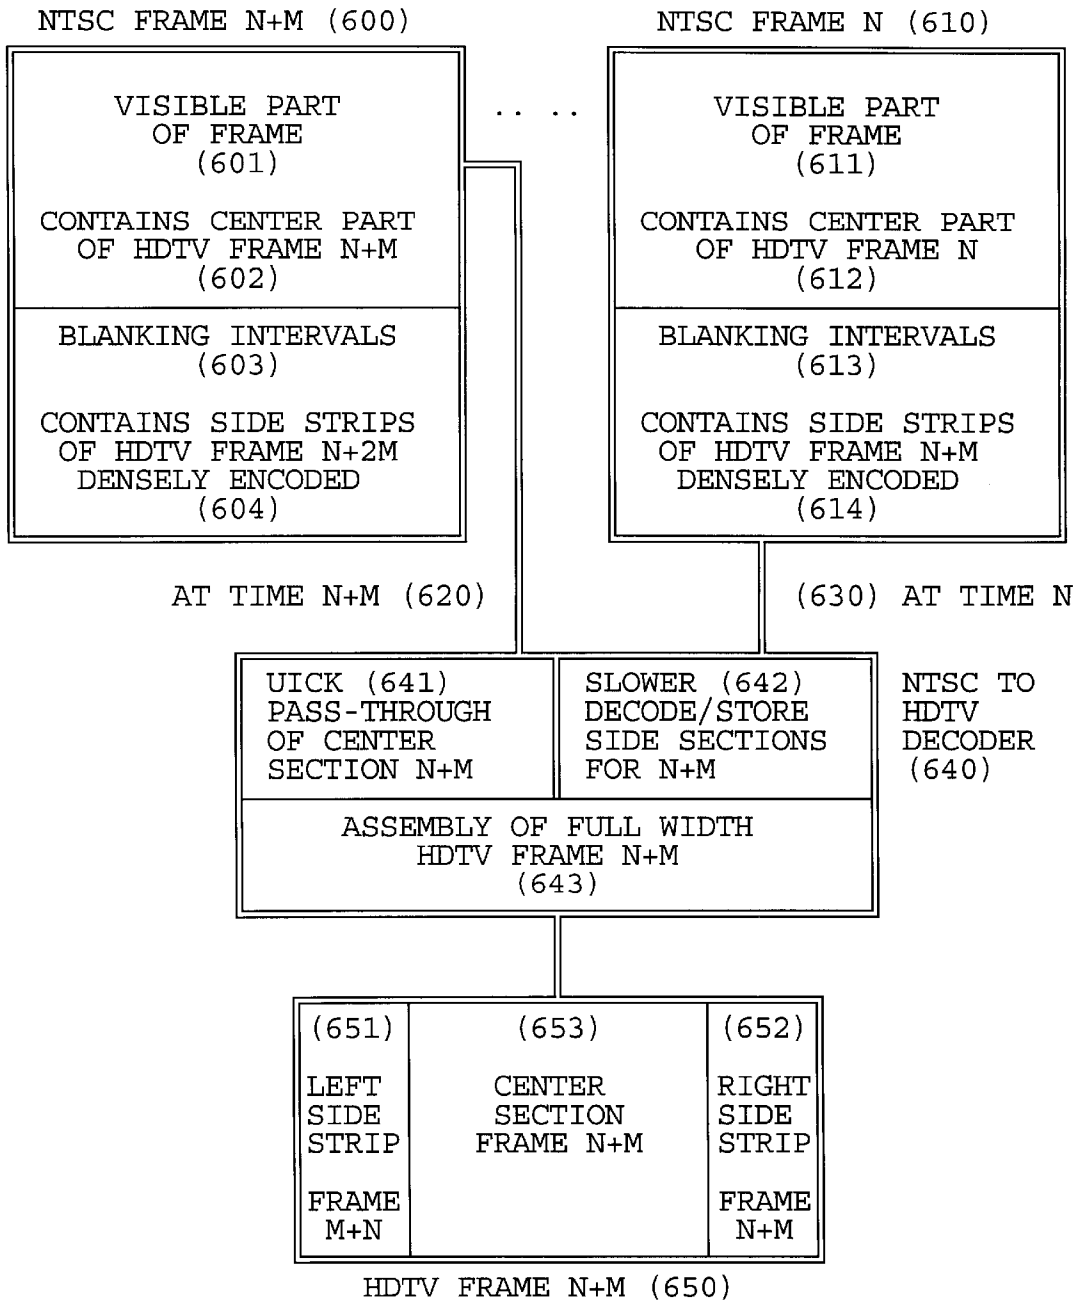 NTSC FRAME N+M (600)
VISIBLE PART
OF FRAME
(601)
CONTAINS CENTER PART
OF HDTV FRAME N+M
(602)
BLANKING INTERVALS
(603)
CONTAINS SIDE STRIPS
OF HDTV FRAME N+2M
DENSELY ENCODED
(604)
.. ..
NTSC FRAME N (610)
VISIBLE PART
OF FRAME
(611)
CONTAINS CENTER PART
OF HDTV FRAME N
(612)
BLANKING INTERVALS
(613)
CONTAINS SIDE STRIPS
OF HDTV FRAME N+M
DENSELY ENCODED
(614)
AT TIME N+M (620)
(630) AT TIME N
UICK (641)
PASS-THROUGH
OF CENTER
SECTION N+M
SLOWER (642)
DECODE/STORE
SIDE SECTIONS
FOR N+M
NTSC TO
HDTV
DECODER
(640)
ASSEMBLY OF FULL WIDTH
HDTV FRAME N+M
(643)
(651)
LEFT
SIDE
STRIP
FRAME
M+N
(653)
CENTER
SECTION
FRAME N+M
(652)
RIGHT
SIDE
STRIP
FRAME
N+M
HDTV FRAME N+M (650)